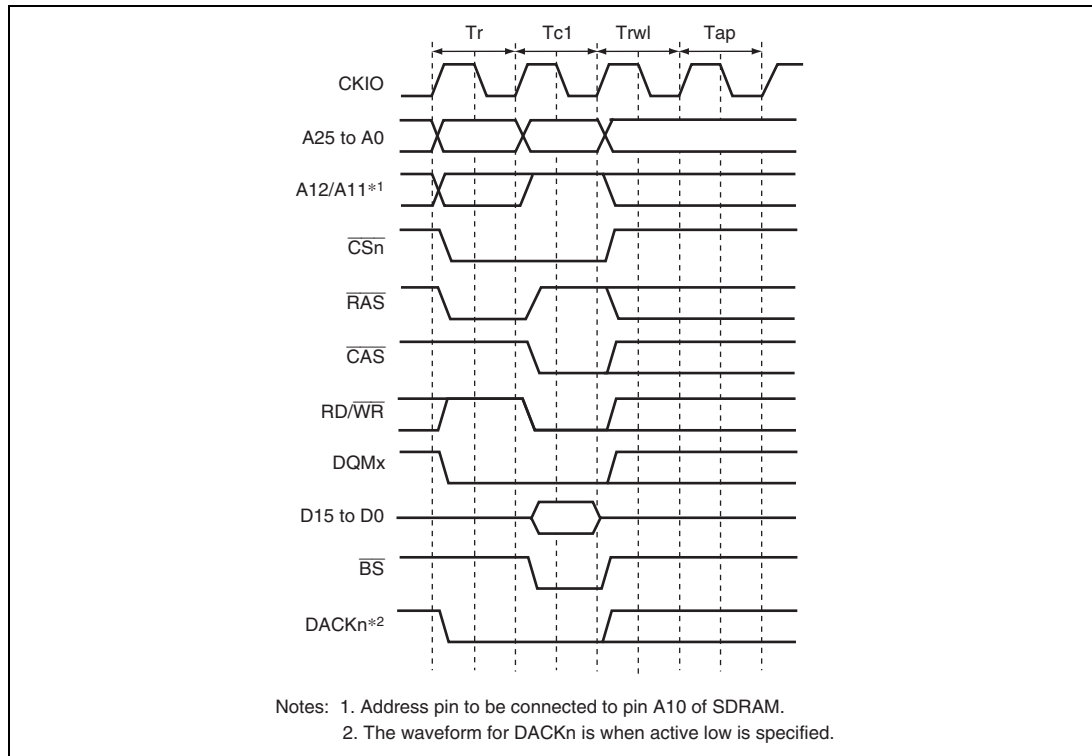 Tr Tc1 Trwl Tap
CKIO
A25 to A0
A12/A11*1
CSn
RAS
CAS
RD/WR
DQMx
D15 to D0
BS
DACKn*2
Notes: 1. Address pin to be connected to pin A10 of SDRAM.
2. The waveform for DACKn is when active low is specified.